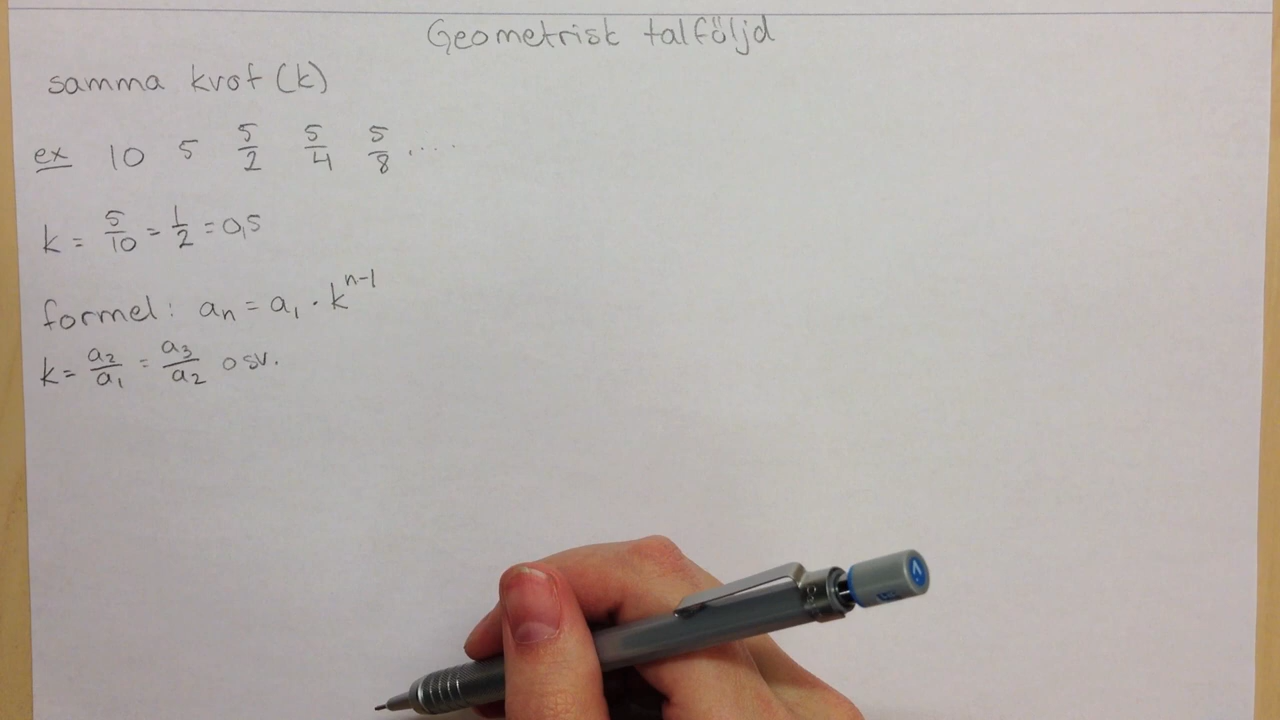 Geometrisk talföljd
samma kvot (k)
ex 10 5 5/2 5/4 5/8 ....
k = 5/10 = 1/2 = 0,5
formel: aₙ = a₁ · kⁿ⁻¹
k = a₂/a₁ = a₃/a₂ osv.